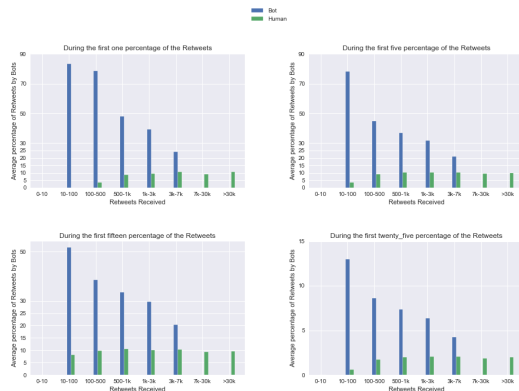 Bot
Human
During the first one percentage of the Retweets
Average percentage of Retweets by Bots
90
70
50
30
25
20
15
10
5
0
0-10 10-100 100-500 500-1k 1k-3k 3k-7k 7k-30k >30k
Retweets Received
During the first five percentage of the Retweets
Average percentage of Retweets by Bots
90
70
50
30
25
20
15
10
5
0
0-10 10-100 100-500 500-1k 1k-3k 3k-7k 7k-30k >30k
Retweets Received
During the first fifteen percentage of the Retweets
Average percentage of Retweets by Bots
50
30
25
20
15
10
5
0
0-10 10-100 100-500 500-1k 1k-3k 3k-7k 7k-30k >30k
Retweets Received
During the first twenty_five percentage of the Retweets
Average percentage of Retweets by Bots
15
10
5
0
0-10 10-100 100-500 500-1k 1k-3k 3k-7k 7k-30k >30k
Retweets Received